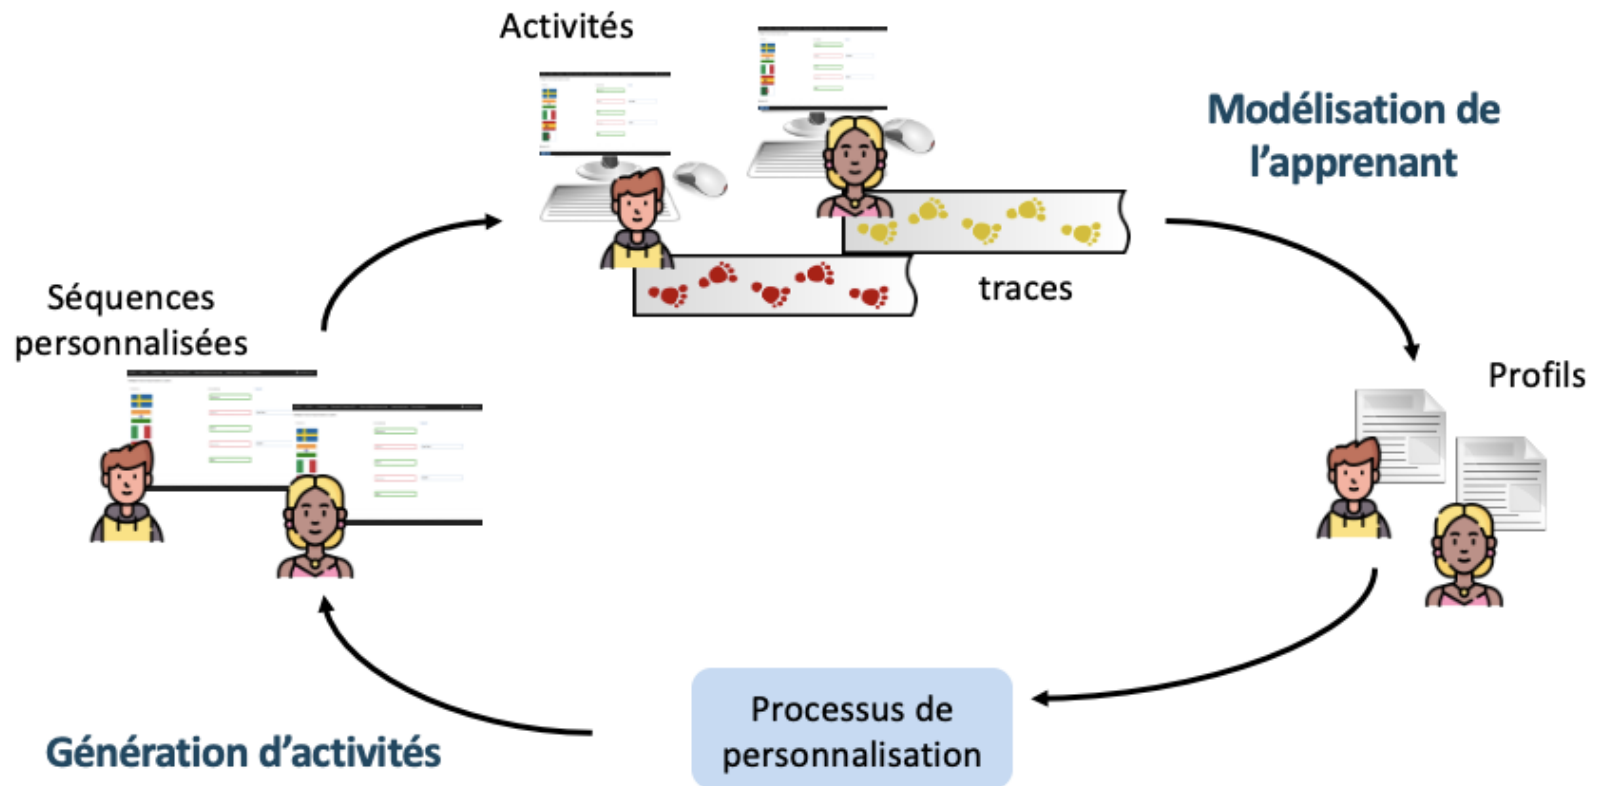 Activités
Modélisation de
l’apprenant
traces
Séquences
personnalisées
Profils
Processus de
personnalisation
Génération d’activités